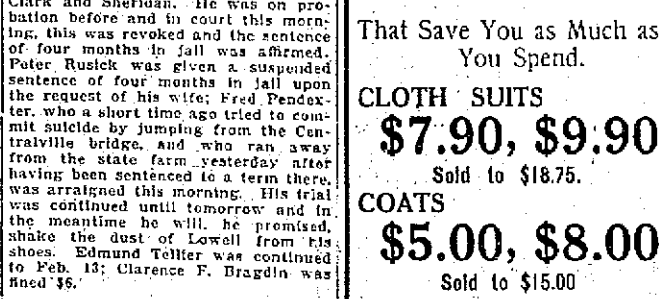 Clark and Sheridan. He was on pro-
bation before and in court this morn-
ing, this was revoked and the sentence
of four months in jail was affirmed.
Peter Rusick was given a suspended
sentence of four months in jail upon
the request of his wife; Fred Pendex-
ter, who a short time ago tried to com-
mit suicide by jumping from the Cen-
tralville bridge, and who ran away
from the state farm yesterday after
having been sentenced to a term there,
was arraigned this morning. His trial
was continued until tomorrow and in
the meantime he will, he promised,
shake the dust of Lowell from his
shoes. Edmund Tellier was continued
to Feb. 13; Clarence F. Bragdin was
fined $6.
That Save You as Much as
You Spend.
CLOTH SUITS
$7.90, $9.90
Sold to $18.75.
COATS
$5.00, $8.00
Sold to $15.00